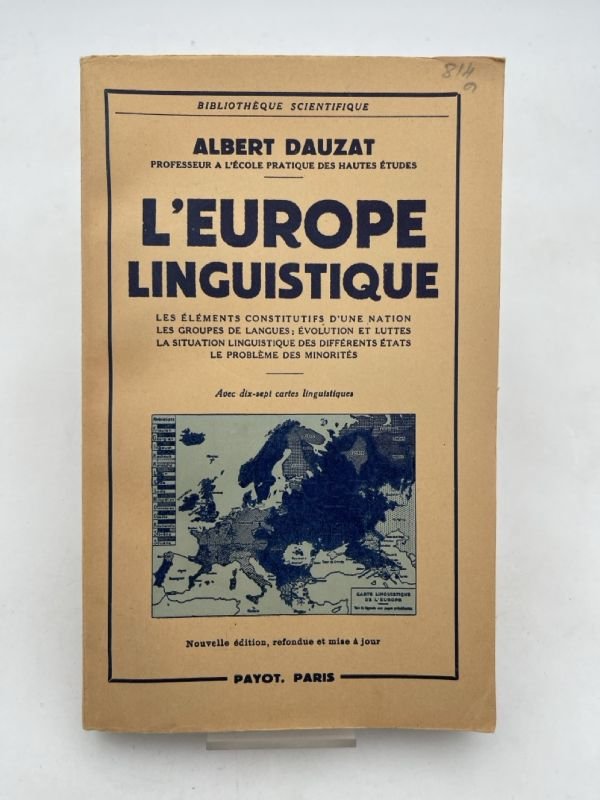 814
BIBLIOTHÈQUE SCIENTIFIQUE
ALBERT DAUZAT
PROFESSEUR A L'ÉCOLE PRATIQUE DES HAUTES ÉTUDES
L'EUROPE
LINGUISTIQUE
LES ÉLÉMENTS CONSTITUTIFS D'UNE NATION
LES GROUPES DE LANGUES; ÉVOLUTION ET LUTTES
LA SITUATION LINGUISTIQUE DES DIFFÉRENTS ÉTATS
LE PROBLÈME DES MINORITÉS
Avec dix-sept cartes linguistiques
CARTE LINGUISTIQUE
DE L'EUROPE
Nouvelle édition, refondue et mise à jour
PAYOT, PARIS